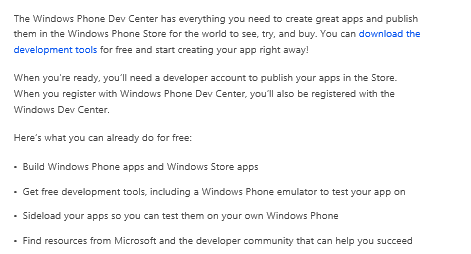 The Windows Phone Dev Center has everything you need to create great apps and publish
them in the Windows Phone Store for the world to see, try, and buy. You can download the
development tools for free and start creating your app right away!
When you're ready, you'll need a developer account to publish your apps in the Store.
When you register with Windows Phone Dev Center, you'll also be registered with the
Windows Dev Center.
Here's what you can already do for free:
• Build Windows Phone apps and Windows Store apps
• Get free development tools, including a Windows Phone emulator to test your app on
• Sideload your apps so you can test them on your own Windows Phone
• Find resources from Microsoft and the developer community that can help you succeed